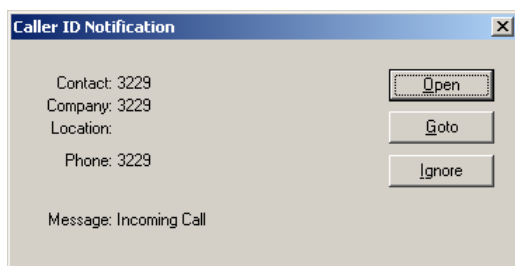 Caller ID Notification
Contact: 3229
Company: 3229
Location:
Phone: 3229
Message: Incoming Call
Open
Goto
Ignore